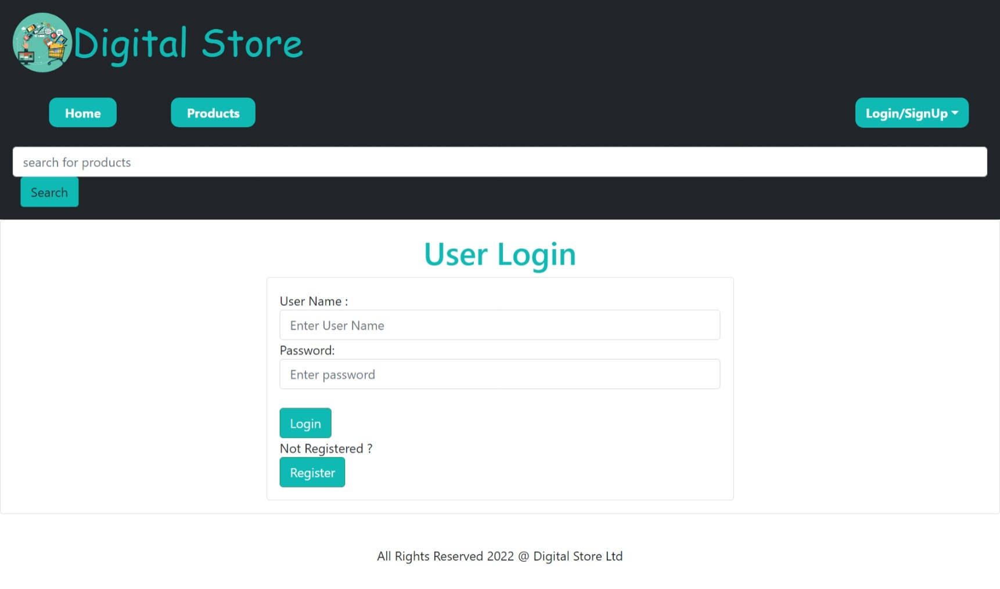 Digital Store
Home
Products
Login/SignUp
search for products
Search
User Login
User Name :
Enter User Name
Password:
Enter password
Login
Not Registered ?
Register
All Rights Reserved 2022 @ Digital Store Ltd